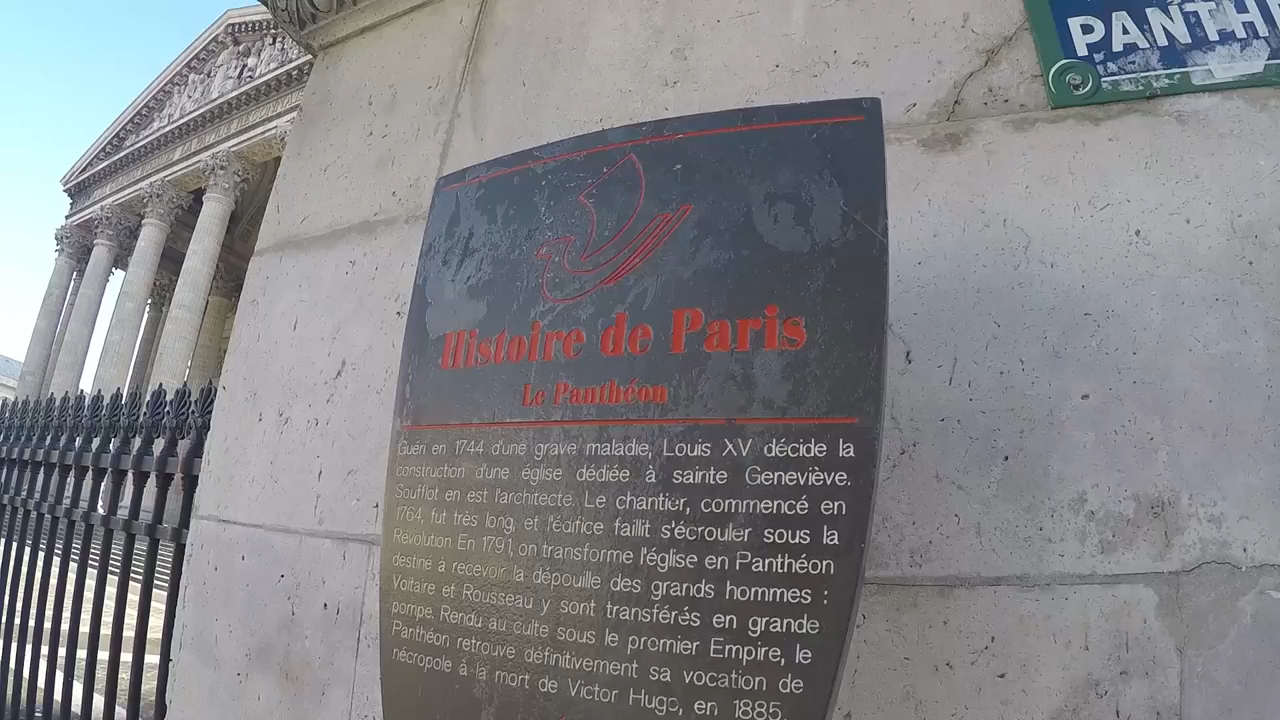 PANTH
Histoire de Paris
Le Panthéon
Guéri en 1744 d'une grave maladie, Louis XV décide la
construction d'une église dédiée à sainte Geneviève.
Soufflot en est l'architecte. Le chantier, commencé en
1764, fut très long, et l'édifice faillit s'écrouler sous la
Révolution. En 1791, on transforme l'église en Panthéon
destiné à recevoir la dépouille des grands hommes :
Voltaire et Rousseau y sont transférés en grande
pompe. Rendu au culte sous le premier Empire, le
Panthéon retrouve définitivement sa vocation de
nécropole à la mort de Victor Hugo, en 1885.